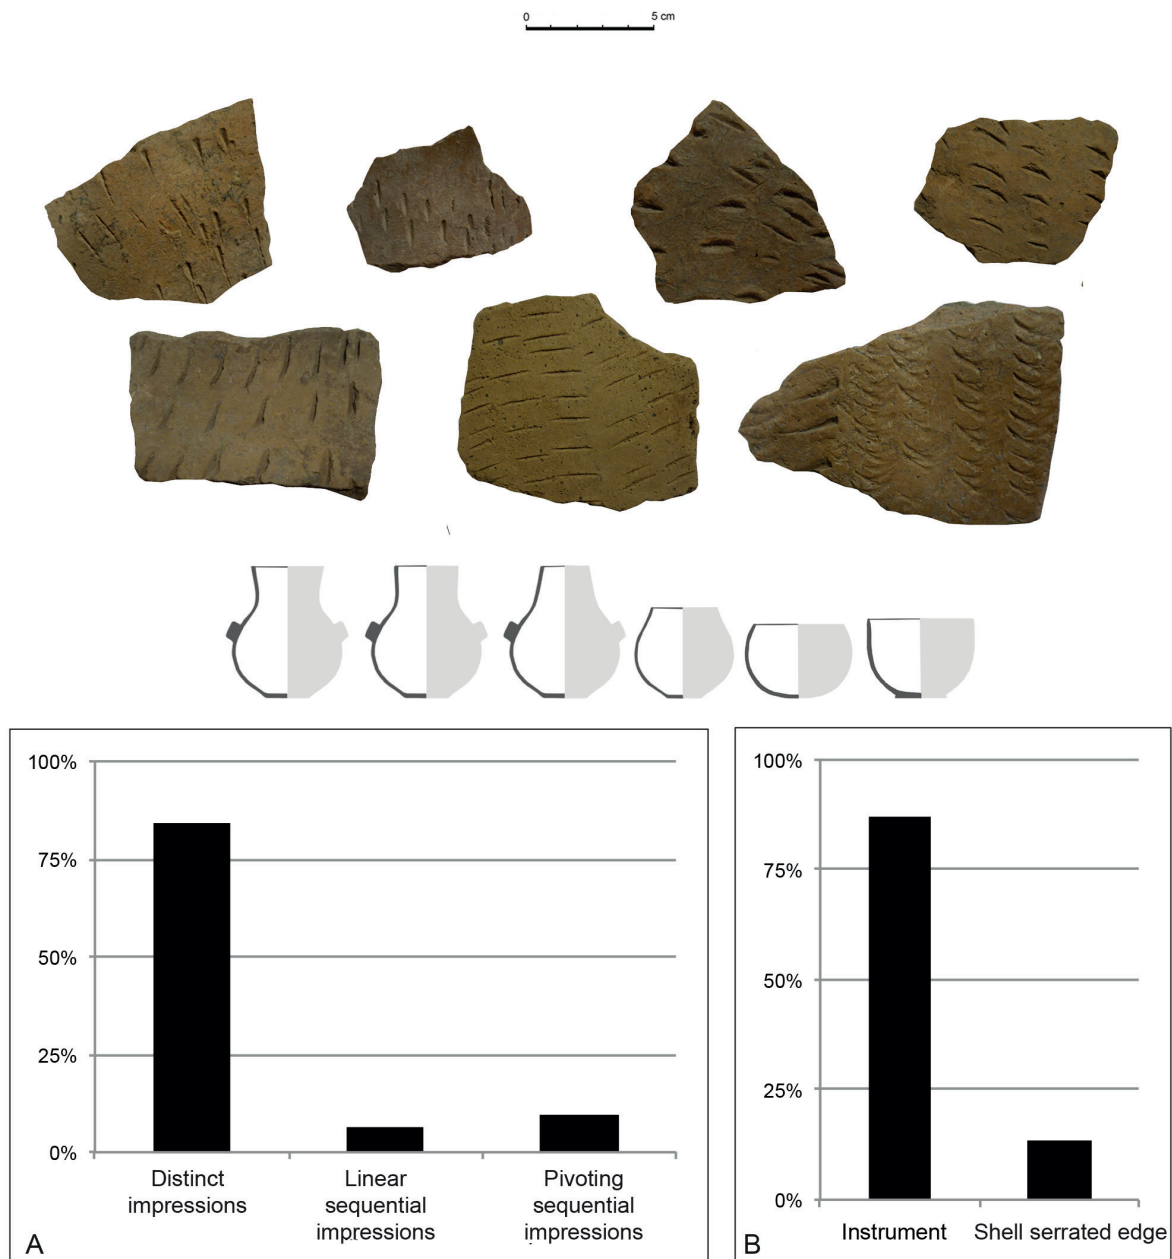 0 5 cm
100%
75%
50%
25%
0%
Distinct
impressions
Linear
sequential
impressions
Pivoting
sequential
impressions
A
100%
75%
50%
25%
0%
Instrument
Shell serrated edge
B